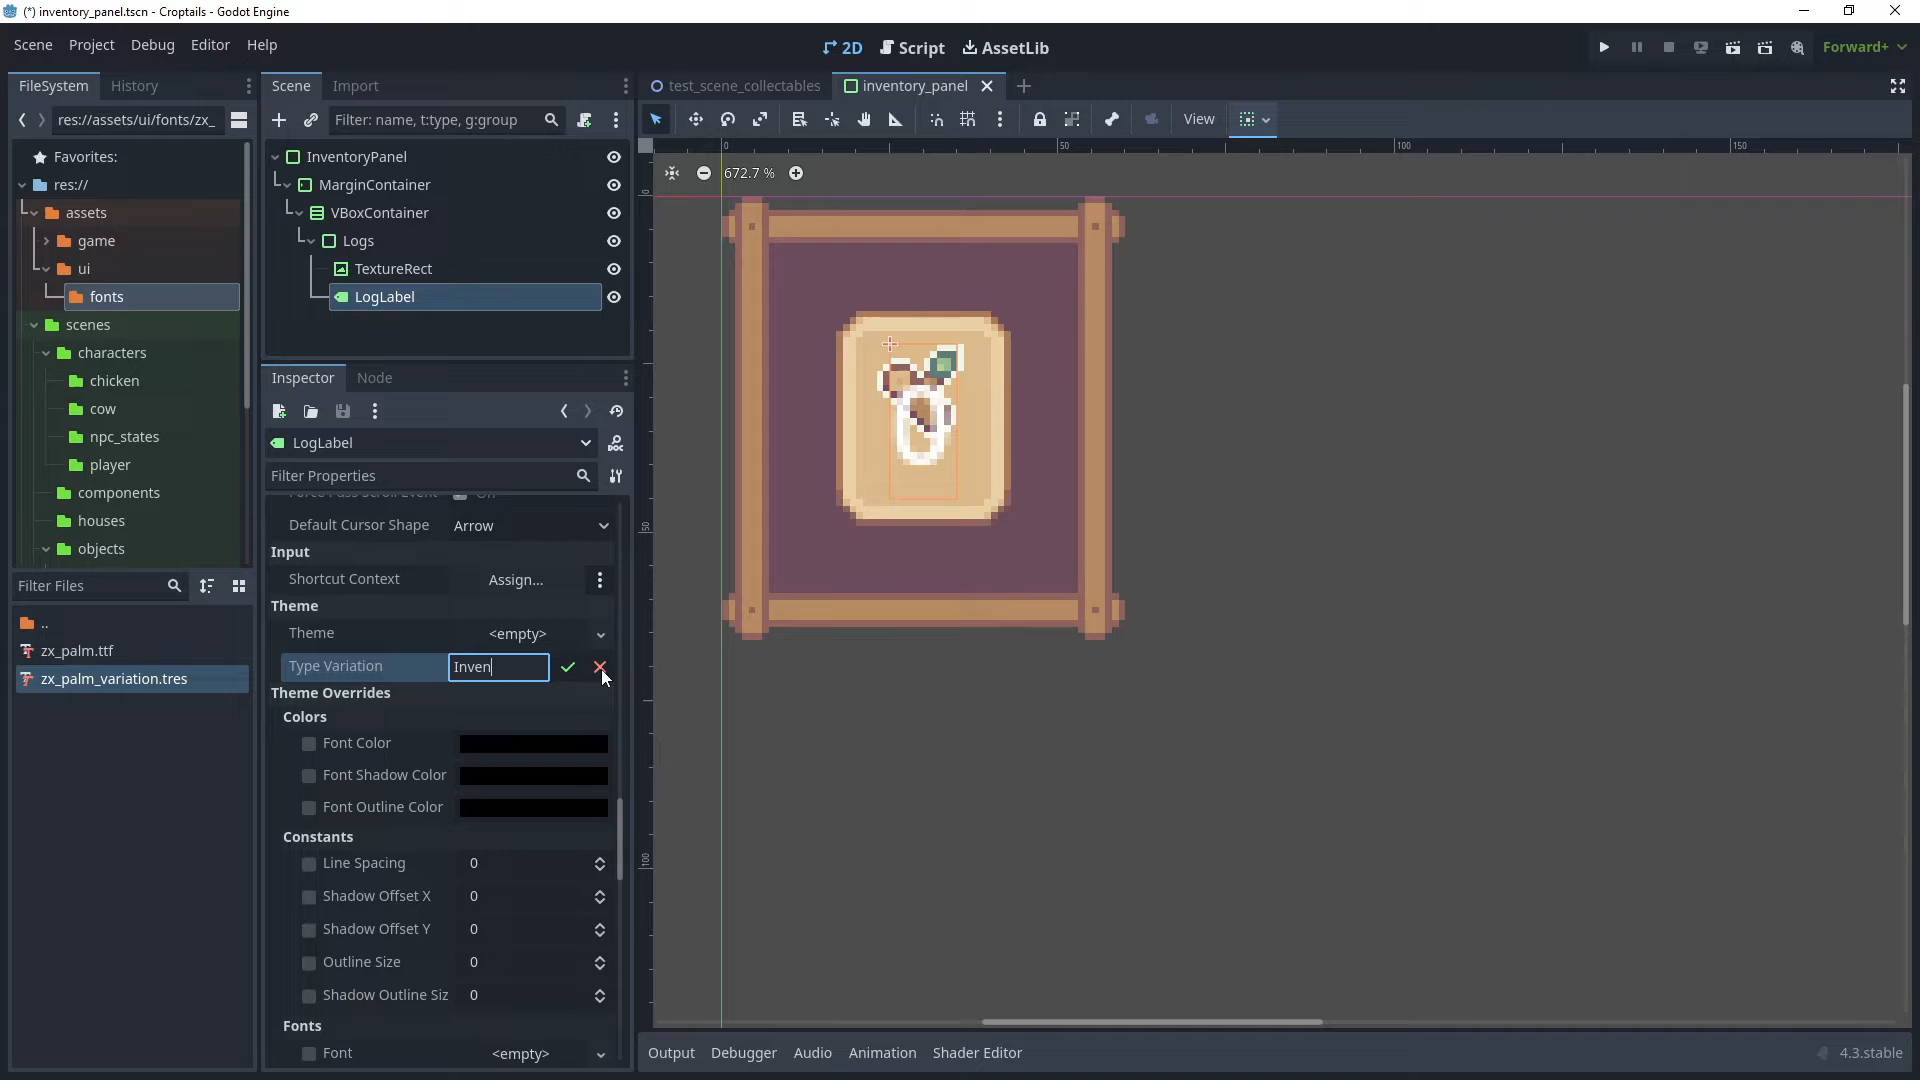 (*) inventory_panel.tscn - Croptails - Godot Engine
Scene Project Debug Editor Help
2D Script AssetLib
Forward+
FileSystem History
res://assets/ui/fonts/zx_
Favorites:
res://
assets
game
ui
fonts
scenes
characters
chicken
cow
npc_states
player
components
houses
objects
Filter Files
..
zx_palm.ttf
zx_palm_variation.tres
Scene Import
Filter: name, t:type, g:group
InventoryPanel
MarginContainer
VBoxContainer
Logs
TextureRect
LogLabel
Inspector Node
LogLabel
DOC
Filter Properties
Default Cursor Shape Arrow
Input
Shortcut Context Assign...
Theme
Theme <empty>
Type Variation Inven
Theme Overrides
Colors
Font Color
Font Shadow Color
Font Outline Color
Constants
Line Spacing 0
Shadow Offset X 0
Shadow Offset Y 0
Outline Size 0
Shadow Outline Siz 0
Fonts
Font <empty>
test_scene_collectables inventory_panel
View
0 50 100 150
672.7 %
0
50
100
0
Output Debugger Audio Animation Shader Editor
4.3.stable